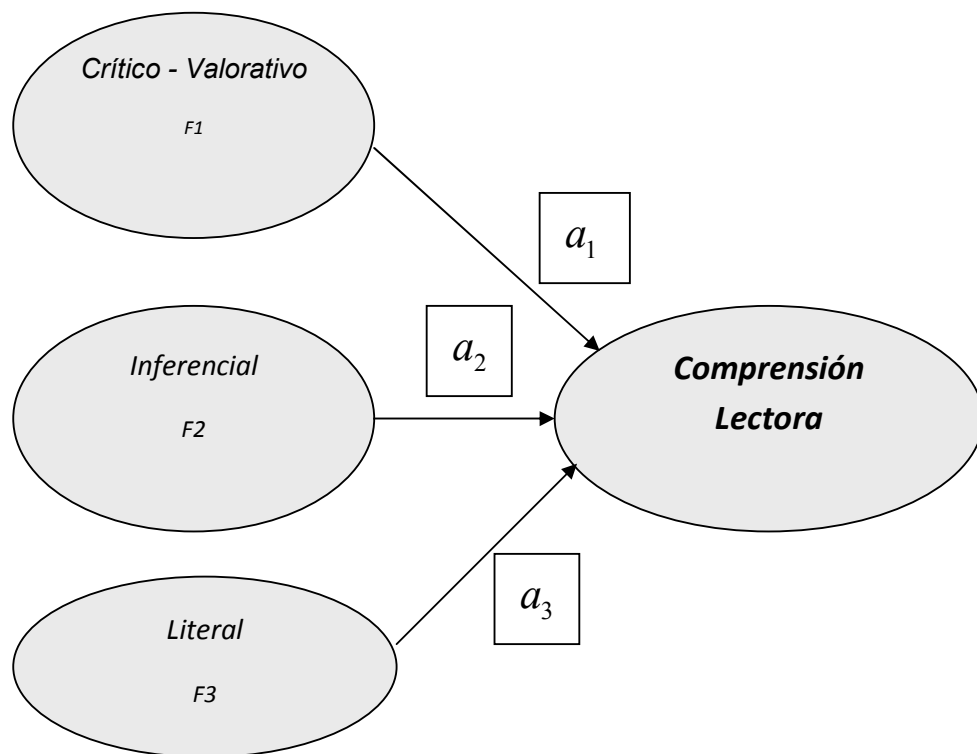 Crítico - Valorativo
F1
a₁
Inferencial
F2
a₂
Comprensión
Lectora
Literal
F3
a₃